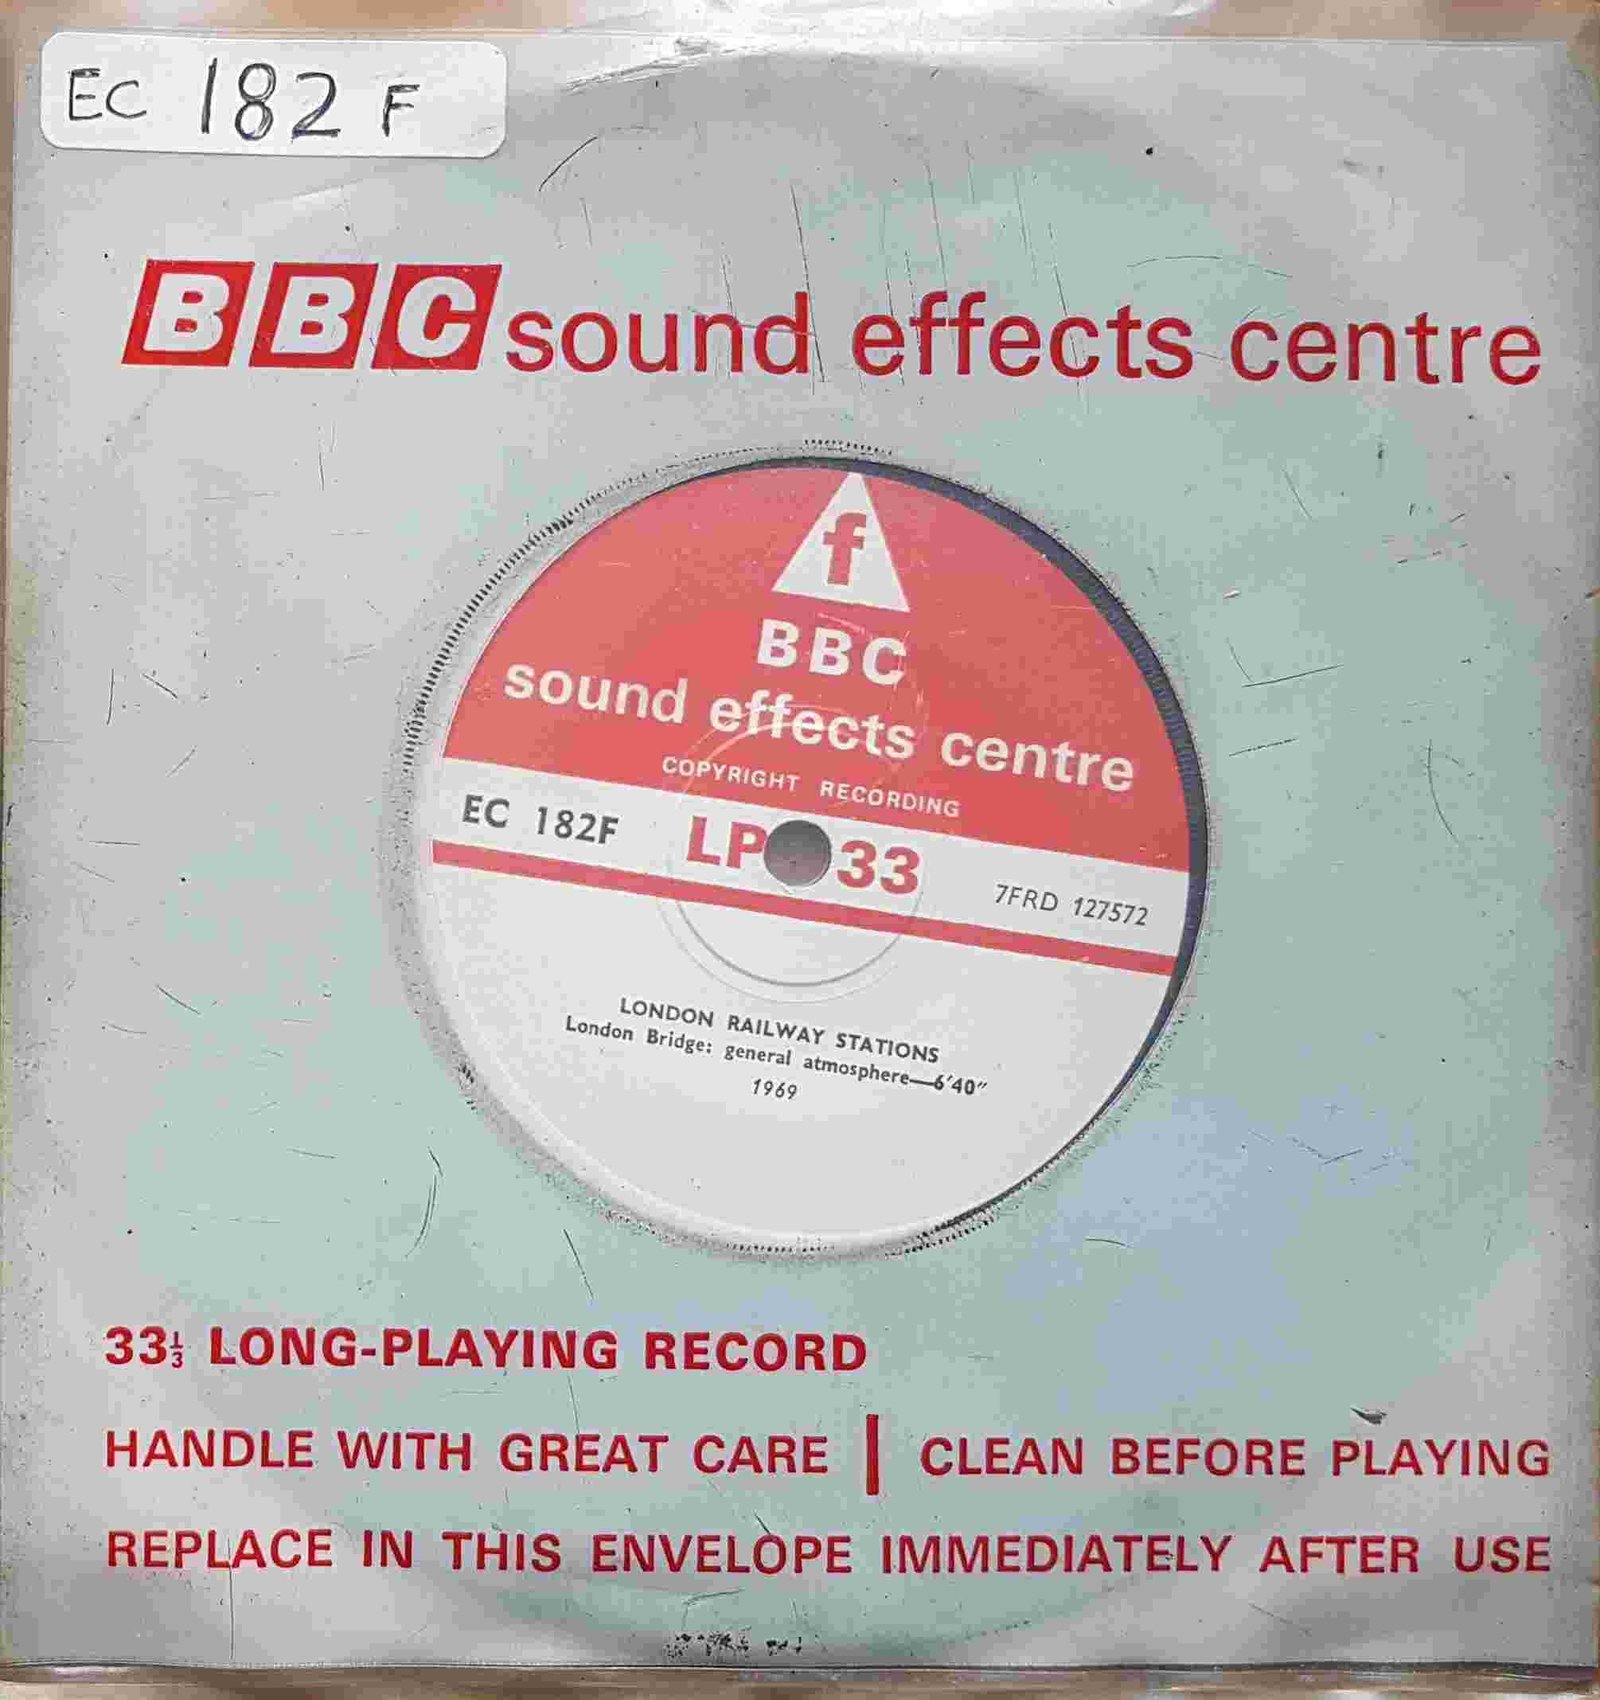 EC 182 F
BBC sound effects centre
f
BBC
sound effects centre
COPYRIGHT RECORDING
EC 182F LP 33 7FRD 127572
LONDON RAILWAY STATIONS
London Bridge: general atmosphere—6′40″
1969
33⅓ LONG-PLAYING RECORD
HANDLE WITH GREAT CARE | CLEAN BEFORE PLAYING
REPLACE IN THIS ENVELOPE IMMEDIATELY AFTER USE